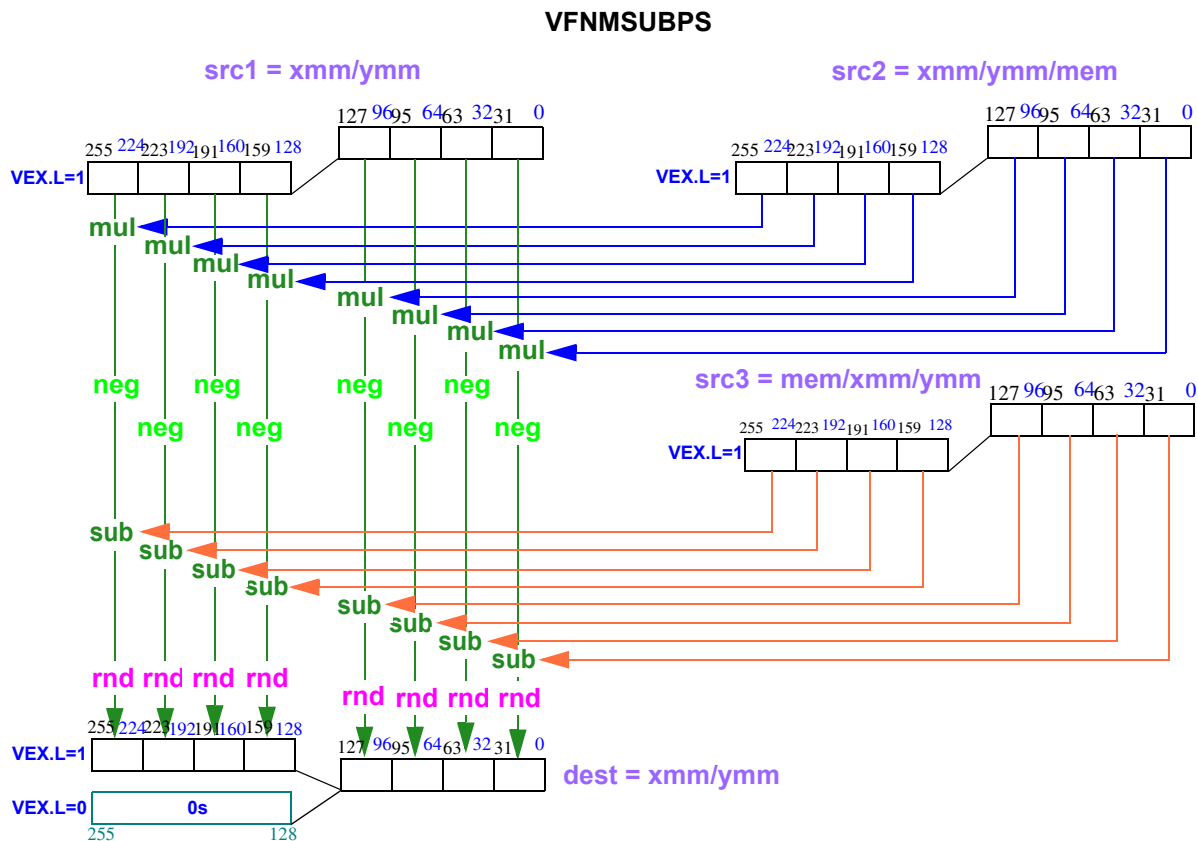 VFNMSUBPS
src1 = xmm/ymm
src2 = xmm/ymm/mem
127 96 95 64 63 32 31 0
127 96 95 64 63 32 31 0
255 224 223 192 191 160 159 128
255 224 223 192 191 160 159 128
VEX.L=1
VEX.L=1
mul
mul
mul
mul
mul
mul
mul
mul
neg neg neg neg
src3 = mem/xmm/ymm
127 96 95 64 63 32 31 0
neg neg neg neg
255 224 223 192 191 160 159 128
VEX.L=1
sub
sub
sub
sub
sub
sub
sub
sub
rnd rnd rnd rnd
rnd rnd rnd rnd
255 224 223 192 191 160 159 128
127 96 95 64 63 32 31 0
VEX.L=1
dest = xmm/ymm
VEX.L=0
0s
255 128